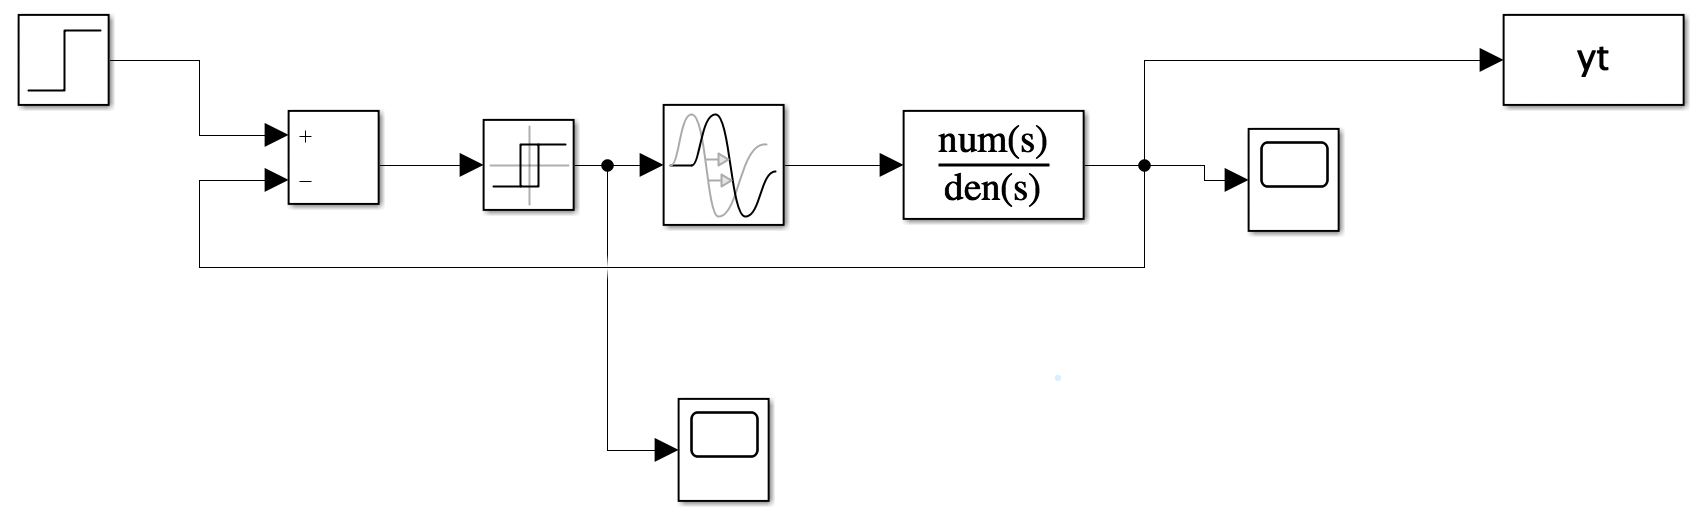 yt
+
−
num(s)
den(s)